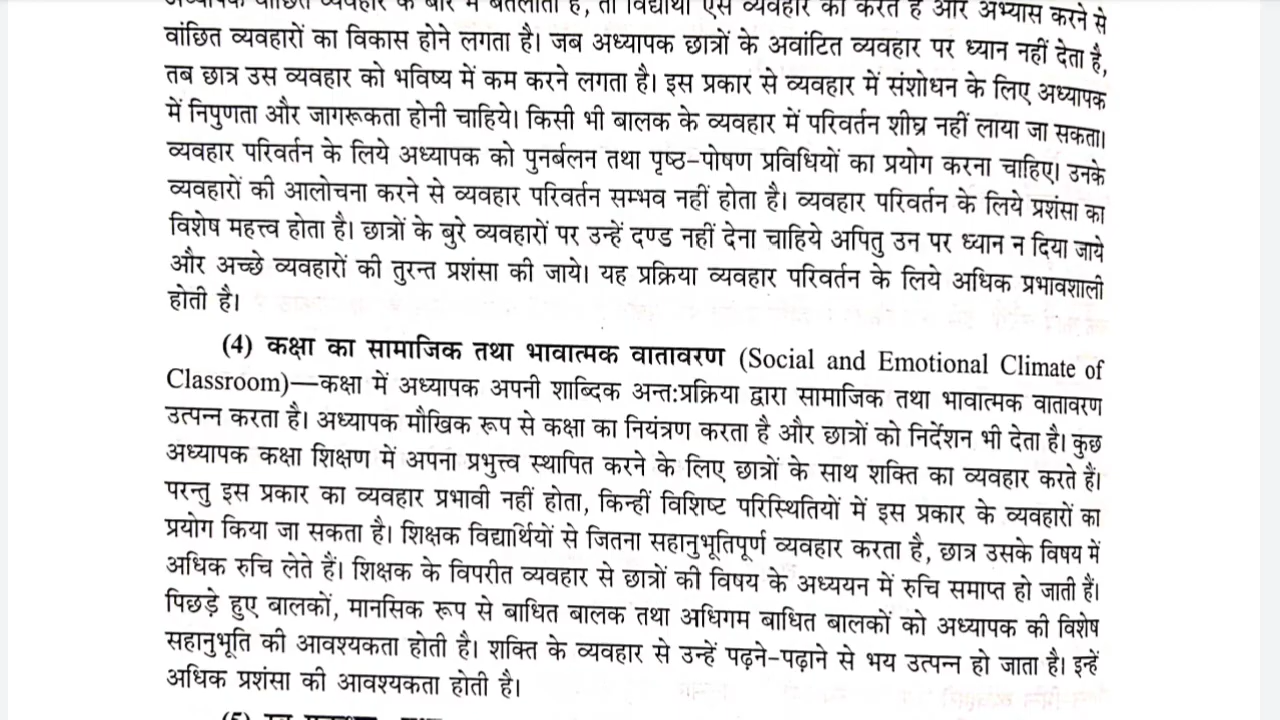 अध्यापक वांछित व्यवहार के बारे में बतलाता है, तो विद्यार्थी ऐसे व्यवहार को करते हैं और अभ्यास करने से
वांछित व्यवहारों का विकास होने लगता है। जब अध्यापक छात्रों के अवांटित व्यवहार पर ध्यान नहीं देता है,
तब छात्र उस व्यवहार को भविष्य में कम करने लगता है। इस प्रकार से व्यवहार में संशोधन के लिए अध्यापक
में निपुणता और जागरूकता होनी चाहिये। किसी भी बालक के व्यवहार में परिवर्तन शीघ्र नहीं लाया जा सकता।
व्यवहार परिवर्तन के लिये अध्यापक को पुनर्बलन तथा पृष्ठ-पोषण प्रविधियों का प्रयोग करना चाहिए। उनके
व्यवहारों की आलोचना करने से व्यवहार परिवर्तन सम्भव नहीं होता है। व्यवहार परिवर्तन के लिये प्रशंसा का
विशेष महत्त्व होता है। छात्रों के बुरे व्यवहारों पर उन्हें दण्ड नहीं देना चाहिये अपितु उन पर ध्यान न दिया जाये
और अच्छे व्यवहारों की तुरन्त प्रशंसा की जाये। यह प्रक्रिया व्यवहार परिवर्तन के लिये अधिक प्रभावशाली
होती है।
(4) कक्षा का सामाजिक तथा भावात्मक वातावरण (Social and Emotional Climate of
Classroom)—कक्षा में अध्यापक अपनी शाब्दिक अन्त:प्रक्रिया द्वारा सामाजिक तथा भावात्मक वातावरण
उत्पन्न करता है। अध्यापक मौखिक रूप से कक्षा का नियंत्रण करता है और छात्रों को निर्देशन भी देता है। कुछ
अध्यापक कक्षा शिक्षण में अपना प्रभुत्त्व स्थापित करने के लिए छात्रों के साथ शक्ति का व्यवहार करते हैं।
परन्तु इस प्रकार का व्यवहार प्रभावी नहीं होता, किन्हीं विशिष्ट परिस्थितियों में इस प्रकार के व्यवहारों का
प्रयोग किया जा सकता है। शिक्षक विद्यार्थियों से जितना सहानुभूतिपूर्ण व्यवहार करता है, छात्र उसके विषय में
अधिक रुचि लेते हैं। शिक्षक के विपरीत व्यवहार से छात्रों की विषय के अध्ययन में रुचि समाप्त हो जाती हैं।
पिछड़े हुए बालकों, मानसिक रूप से बाधित बालक तथा अधिगम बाधित बालकों को अध्यापक की विशेष
सहानुभूति की आवश्यकता होती है। शक्ति के व्यवहार से उन्हें पढ़ने-पढ़ाने से भय उत्पन्न हो जाता है। इन्हें
अधिक प्रशंसा की आवश्यकता होती है।
(5)